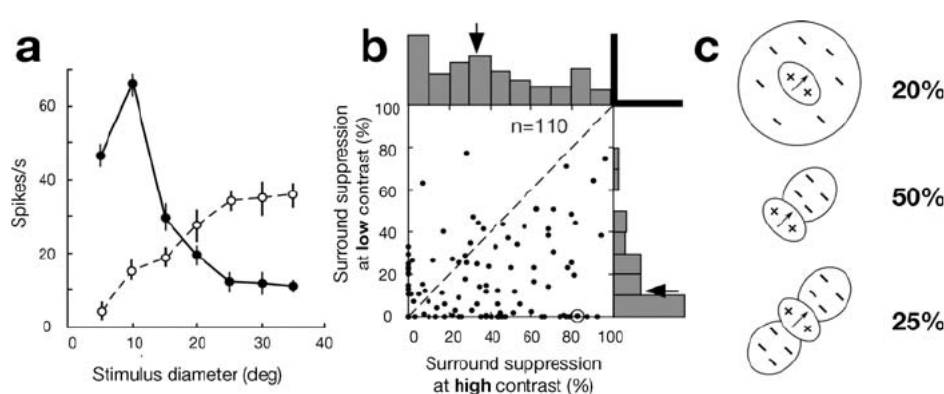 a
60
40
20
0
Spikes/s
0 10 20 30 40
Stimulus diameter (deg)
b
n=110
100
80
60
40
20
0
Surround suppression
at low contrast (%)
0 20 40 60 80 100
Surround suppression
at high contrast (%)
c
20%
50%
25%